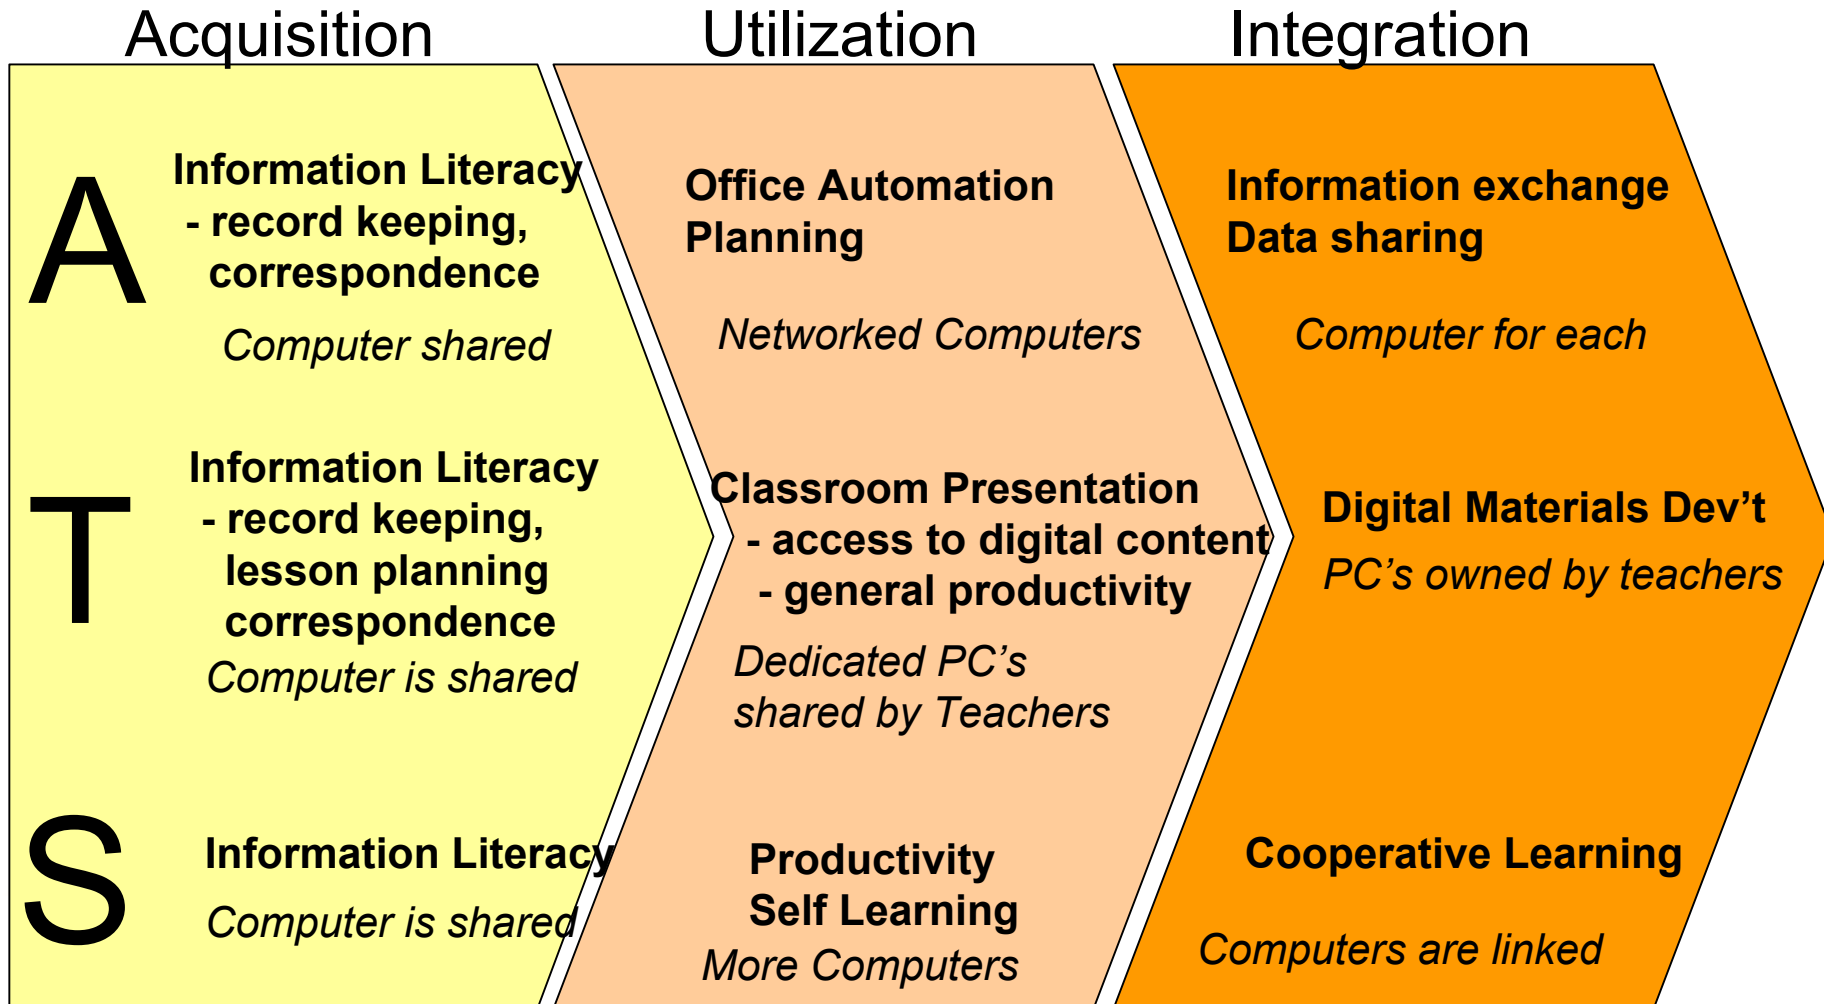 Acquisition
Utilization
Integration
A
Information Literacy
- record keeping,
correspondence
Computer shared
Office Automation
Planning
Networked Computers
Information exchange
Data sharing
Computer for each
T
Information Literacy
- record keeping,
lesson planning
correspondence
Computer is shared
Classroom Presentation
- access to digital content
- general productivity
Dedicated PC’s
shared by Teachers
Digital Materials Dev’t
PC’s owned by teachers
S
Information Literacy
Computer is shared
Productivity
Self Learning
More Computers
Cooperative Learning
Computers are linked